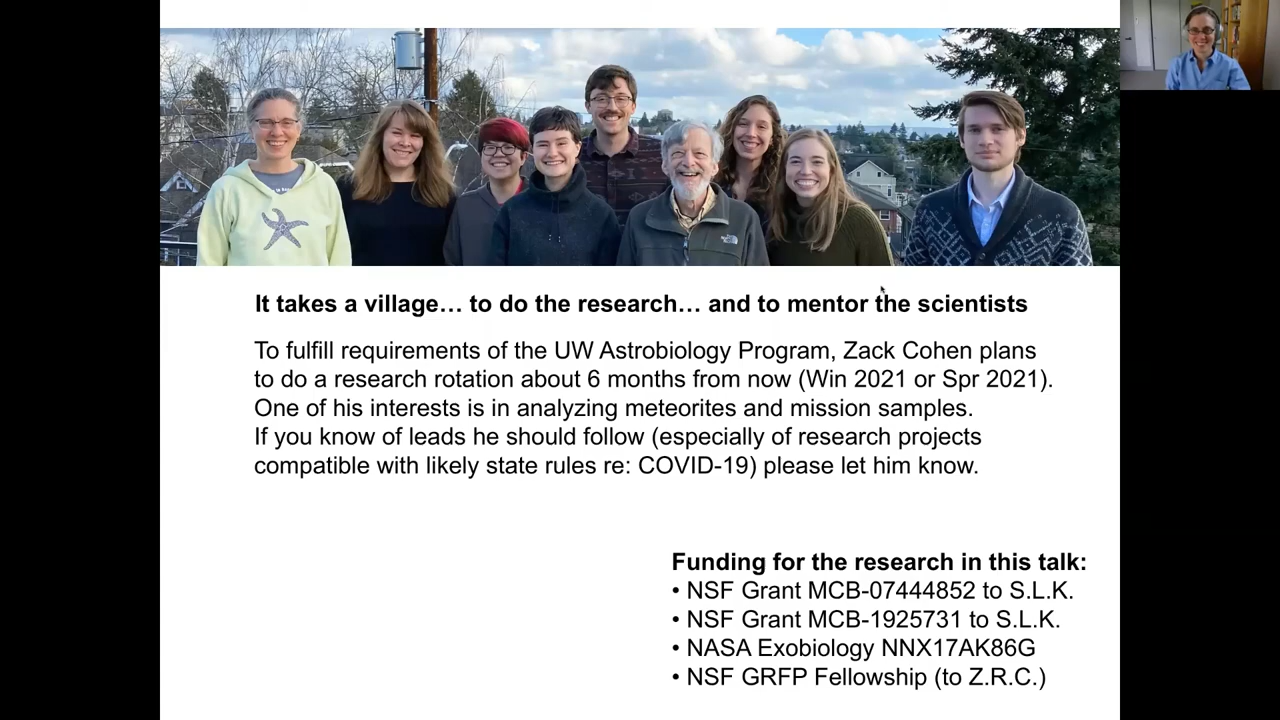 It takes a village… to do the research… and to mentor the scientists
To fulfill requirements of the UW Astrobiology Program, Zack Cohen plans
to do a research rotation about 6 months from now (Win 2021 or Spr 2021).
One of his interests is in analyzing meteorites and mission samples.
If you know of leads he should follow (especially of research projects
compatible with likely state rules re: COVID-19) please let him know.
Funding for the research in this talk:
• NSF Grant MCB-07444852 to S.L.K.
• NSF Grant MCB-1925731 to S.L.K.
• NASA Exobiology NNX17AK86G
• NSF GRFP Fellowship (to Z.R.C.)